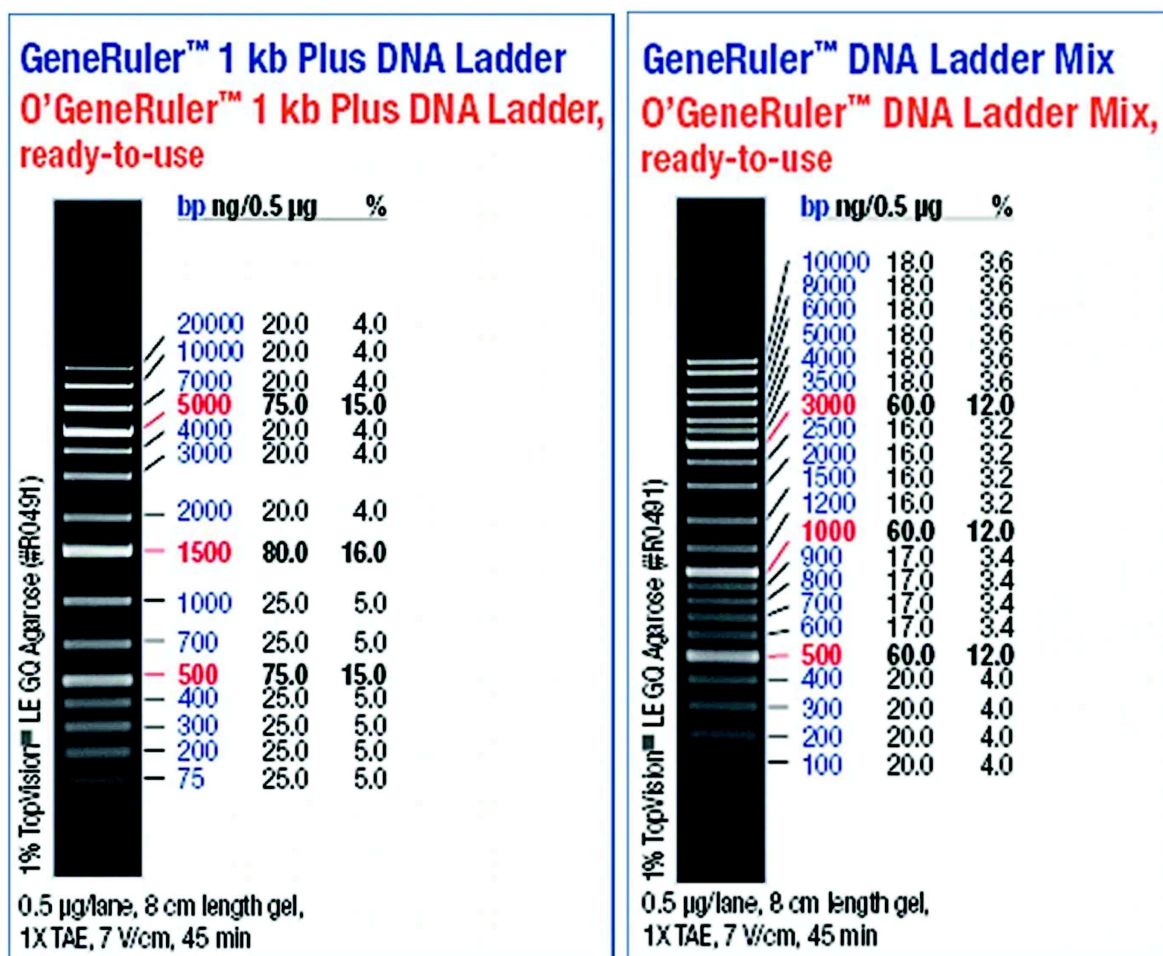 GeneRuler™ 1 kb Plus DNA Ladder
O'GeneRuler™ 1 kb Plus DNA Ladder,
ready-to-use
bp ng/0.5 µg %
20000 20.0 4.0
10000 20.0 4.0
7000 20.0 4.0
5000 75.0 15.0
4000 20.0 4.0
3000 20.0 4.0
2000 20.0 4.0
1500 80.0 16.0
1000 25.0 5.0
700 25.0 5.0
500 75.0 15.0
400 25.0 5.0
300 25.0 5.0
200 25.0 5.0
75 25.0 5.0
1% TopVision™ LE GQ Agarose (#R0491)
0.5 µg/lane, 8 cm length gel,
1X TAE, 7 V/cm, 45 min
GeneRuler™ DNA Ladder Mix
O'GeneRuler™ DNA Ladder Mix,
ready-to-use
bp ng/0.5 µg %
10000 18.0 3.6
8000 18.0 3.6
6000 18.0 3.6
5000 18.0 3.6
4000 18.0 3.6
3500 18.0 3.6
3000 60.0 12.0
2500 16.0 3.2
2000 16.0 3.2
1500 16.0 3.2
1200 16.0 3.2
1000 60.0 12.0
900 17.0 3.4
800 17.0 3.4
700 17.0 3.4
600 17.0 3.4
500 60.0 12.0
400 20.0 4.0
300 20.0 4.0
200 20.0 4.0
100 20.0 4.0
1% TopVision™ LE GQ Agarose (#R0491)
0.5 µg/lane, 8 cm length gel,
1X TAE, 7 V/cm, 45 min